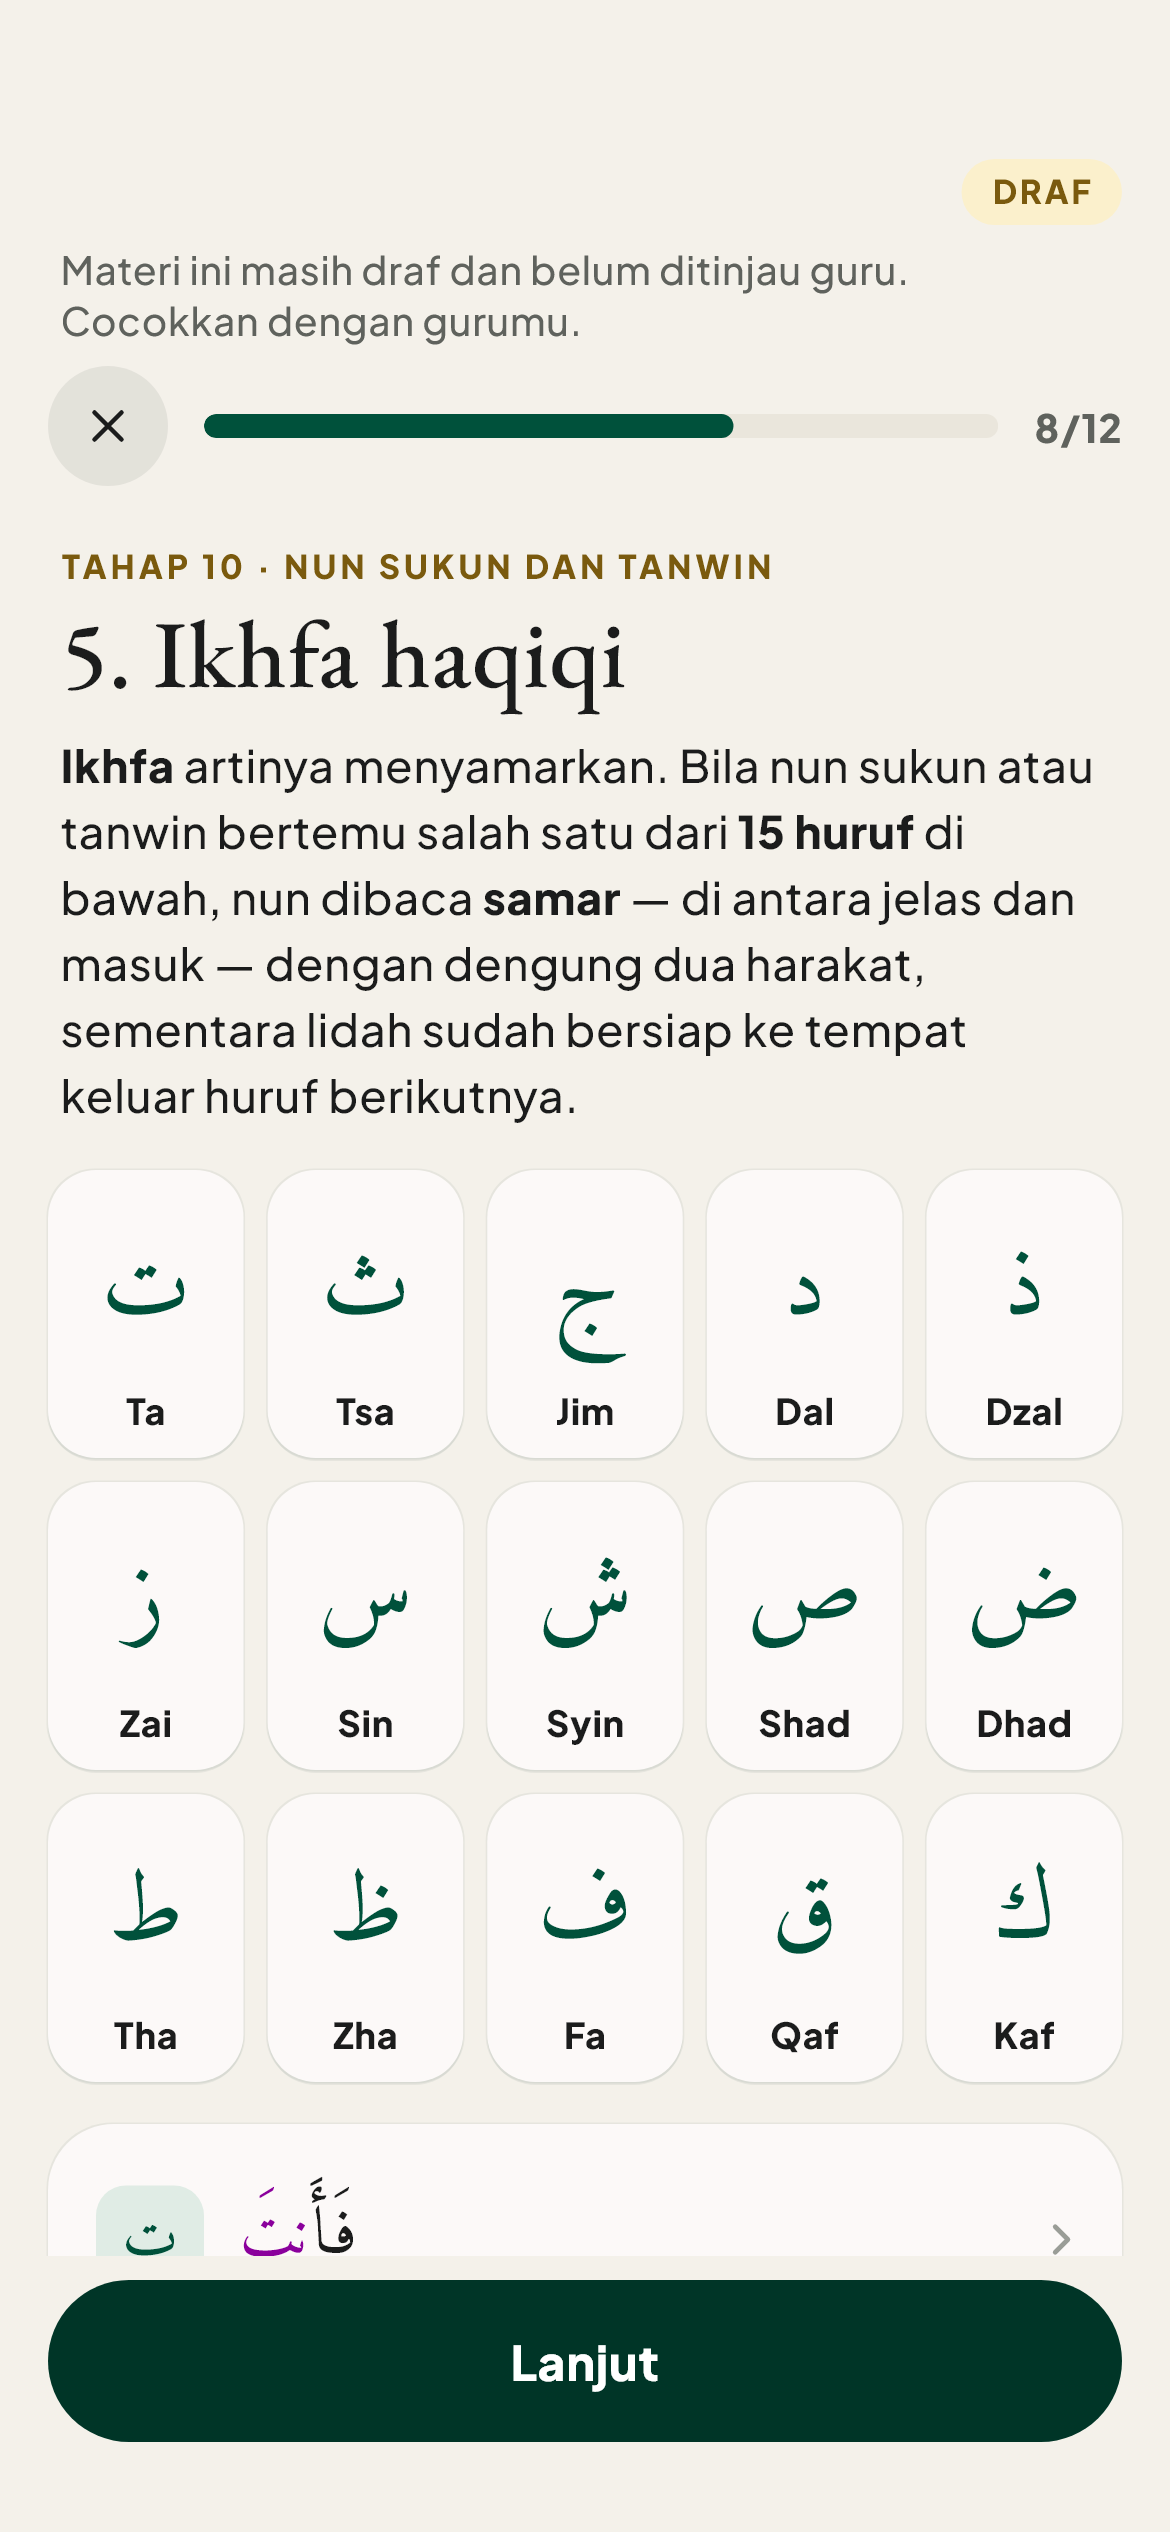 DRAF
Materi ini masih draf dan belum ditinjau guru.
Cocokkan dengan gurumu.
8/12
TAHAP 10 · NUN SUKUN DAN TANWIN
5. Ikhfa haqiqi
Ikhfa artinya menyamarkan. Bila nun sukun atau
tanwin bertemu salah satu dari 15 huruf di
bawah, nun dibaca samar — di antara jelas dan
masuk — dengan dengung dua harakat,
sementara lidah sudah bersiap ke tempat
keluar huruf berikutnya.
ت ث ج د ذ
Ta Tsa Jim Dal Dzal
ز س ش ص ض
Zai Sin Syin Shad Dhad
ط ظ ف ق ك
Tha Zha Fa Qaf Kaf
ت فَأَنتَ
Lanjut